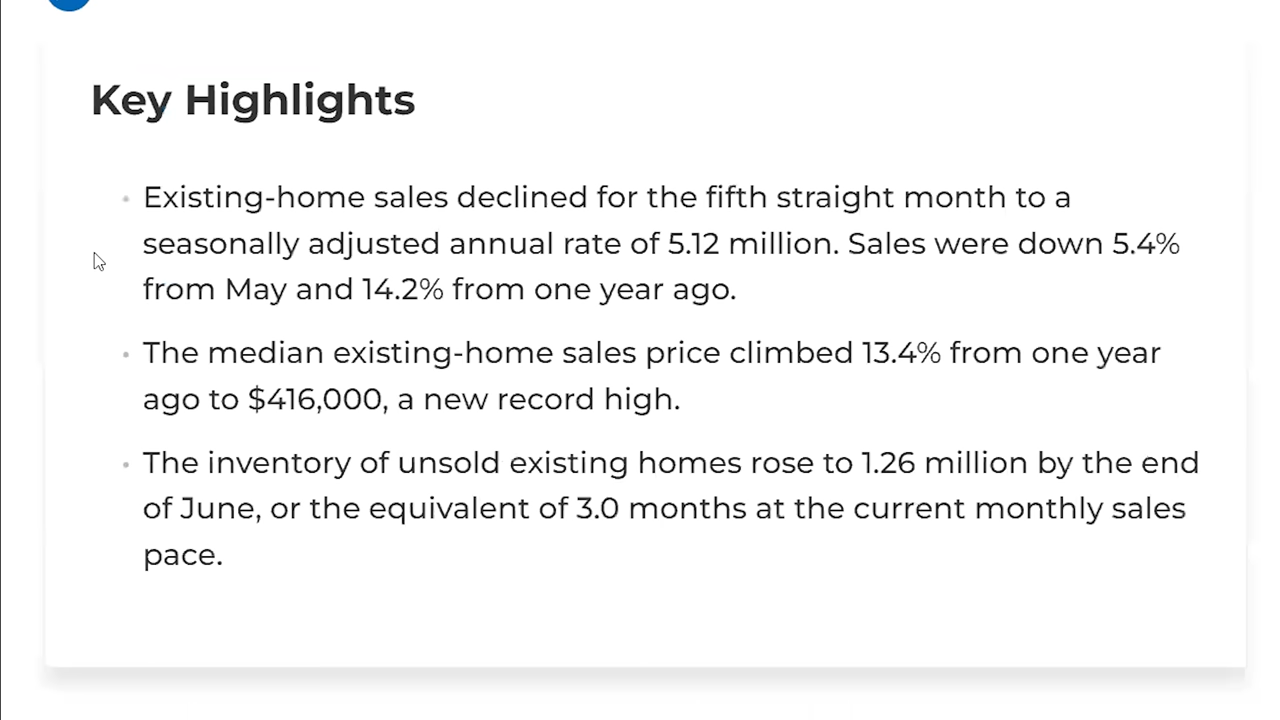 Key Highlights
Existing-home sales declined for the fifth straight month to a
seasonally adjusted annual rate of 5.12 million. Sales were down 5.4%
from May and 14.2% from one year ago.
The median existing-home sales price climbed 13.4% from one year
ago to $416,000, a new record high.
The inventory of unsold existing homes rose to 1.26 million by the end
of June, or the equivalent of 3.0 months at the current monthly sales
pace.